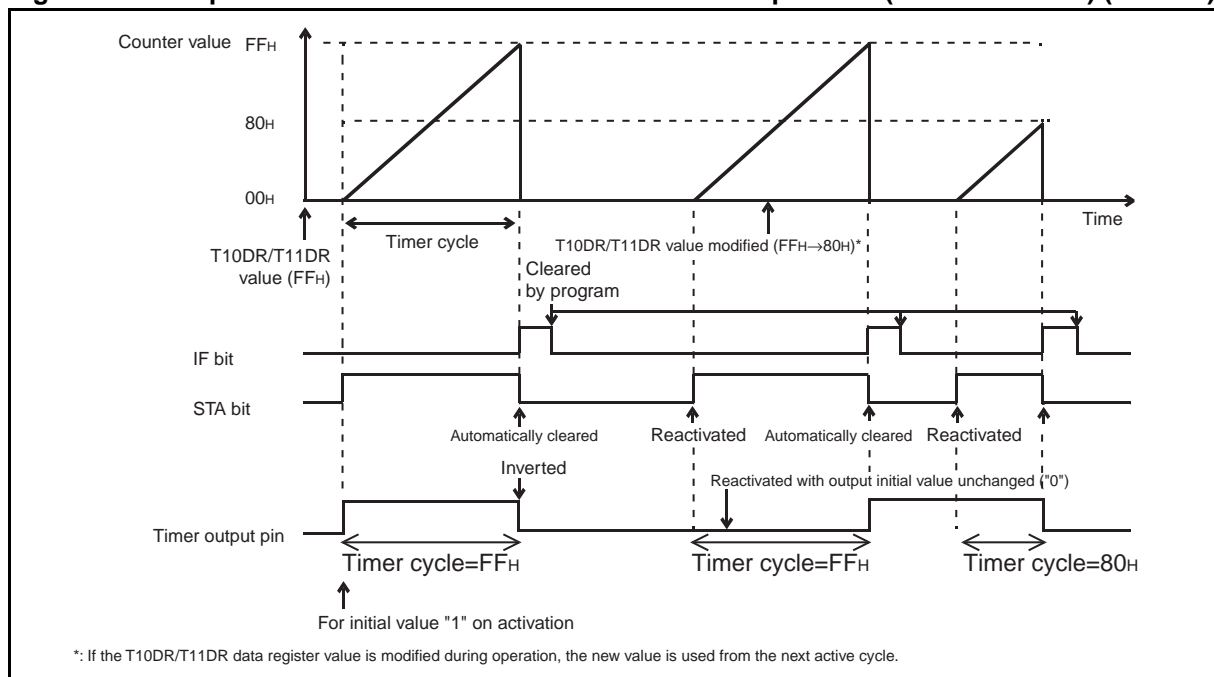 Counter value FFH
80H
00H
Time
Timer cycle
T10DR/T11DR value modified (FFH→80H)*
T10DR/T11DR
value (FFH)
Cleared
by program
IF bit
STA bit
Automatically cleared
Reactivated
Automatically cleared
Reactivated
Inverted
Reactivated with output initial value unchanged ("0")
Timer output pin
Timer cycle=FFH
Timer cycle=FFH
Timer cycle=80H
For initial value "1" on activation
*: If the T10DR/T11DR data register value is modified during operation, the new value is used from the next active cycle.